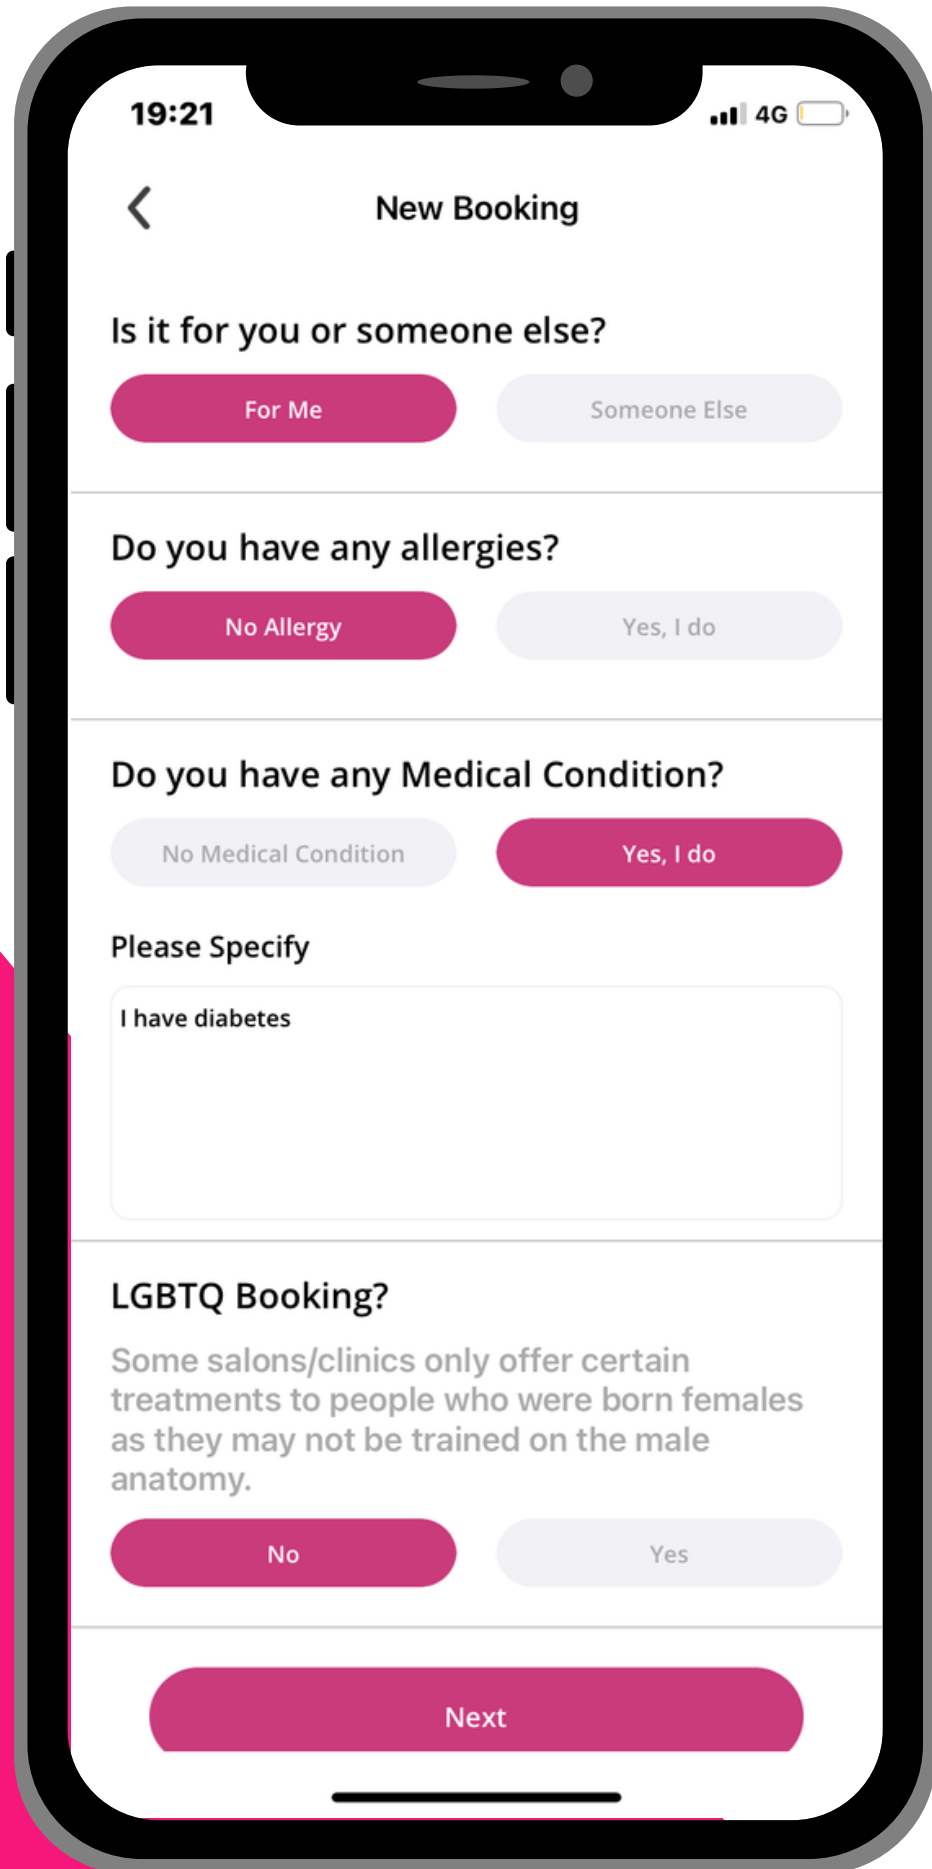 19:21 4G
New Booking
Is it for you or someone else?
For Me Someone Else
Do you have any allergies?
No Allergy Yes, I do
Do you have any Medical Condition?
No Medical Condition Yes, I do
Please Specify
I have diabetes
LGBTQ Booking?
Some salons/clinics only offer certain
treatments to people who were born females
as they may not be trained on the male
anatomy.
No Yes
Next